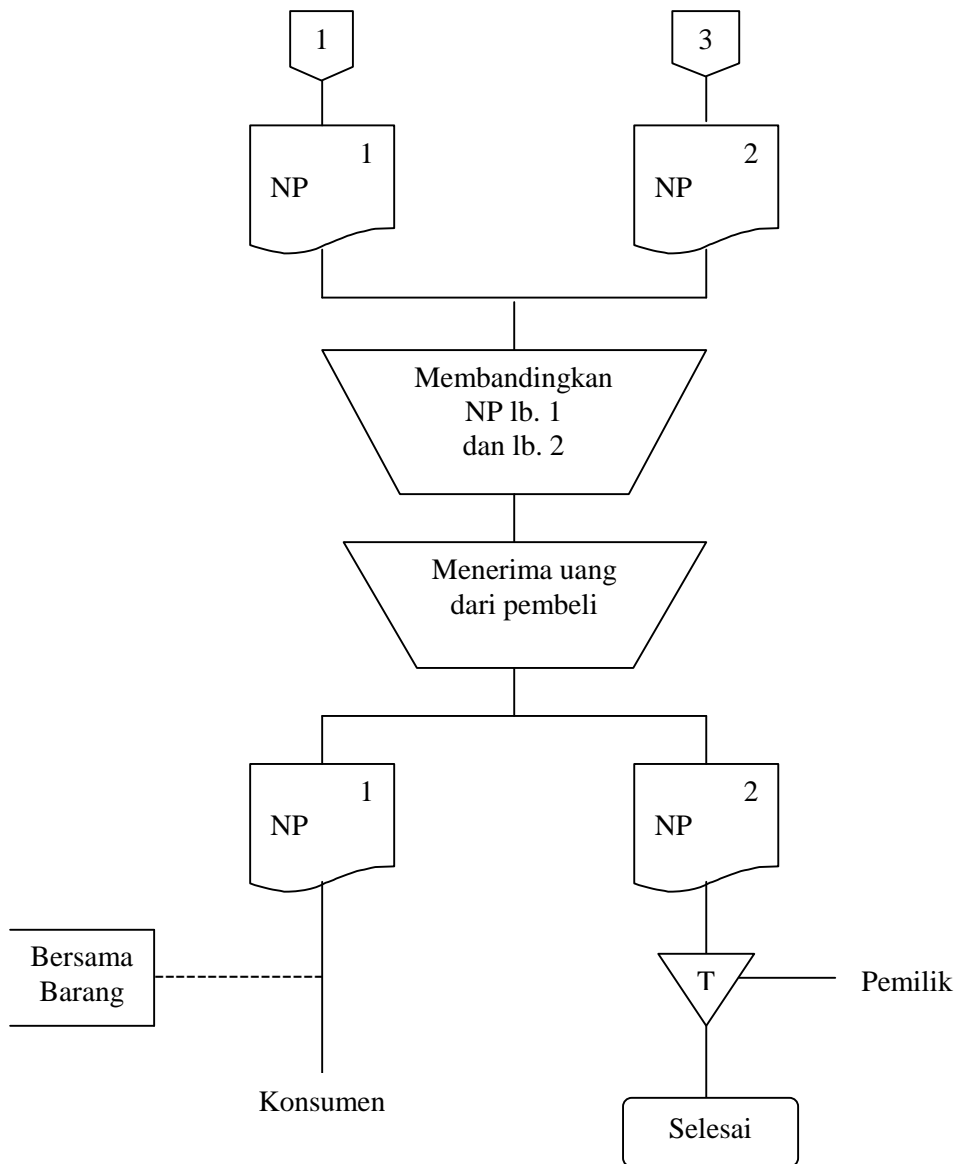 1
3
1
NP
2
NP
Membandingkan
NP lb. 1
dan lb. 2
Menerima uang
dari pembeli
1
NP
2
NP
Bersama
Barang
T
Pemilik
Konsumen
Selesai